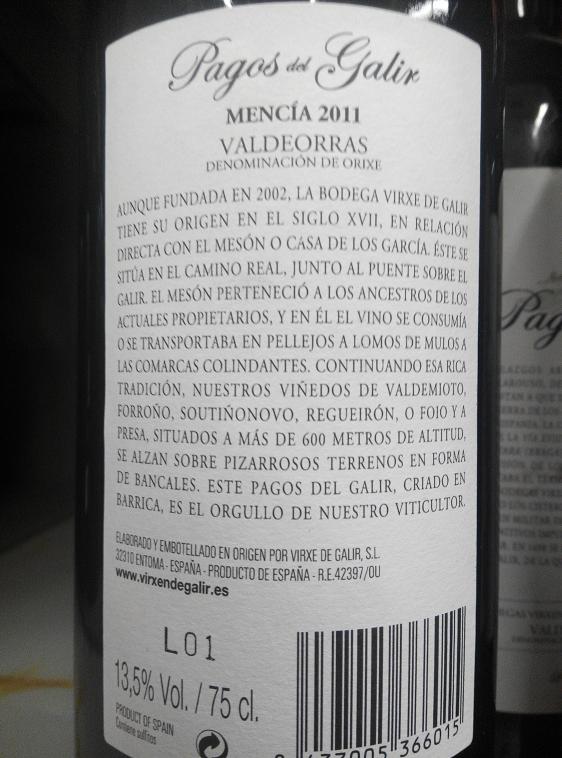 Pagos del Galir
MENCÍA 2011
VALDEORRAS
DENOMINACIÓN DE ORIXE
AUNQUE FUNDADA EN 2002, LA BODEGA VIRXE DE GALIR
TIENE SU ORIGEN EN EL SIGLO XVII, EN RELACIÓN
DIRECTA CON EL MESÓN O CASA DE LOS GARCÍA. ÉSTE SE
SITÚA EN EL CAMINO REAL, JUNTO AL PUENTE SOBRE EL
GALIR. EL MESÓN PERTENECIÓ A LOS ANCESTROS DE LOS
ACTUALES PROPIETARIOS, Y EN ÉL EL VINO SE CONSUMÍA
O SE TRANSPORTABA EN PELLEJOS A LOMOS DE MULOS A
LAS COMARCAS COLINDANTES. CONTINUANDO ESA RICA
TRADICIÓN, NUESTROS VIÑEDOS DE VALDEMIOTO,
FORROÑO, SOUTIÑONOVO, REGUEIRÓN, O FOIO Y A
PRESA, SITUADOS A MÁS DE 600 METROS DE ALTITUD,
SE ALZAN SOBRE PIZARROSOS TERRENOS EN FORMA
DE BANCALES. ESTE PAGOS DEL GALIR, CRIADO EN
BARRICA, ES EL ORGULLO DE NUESTRO VITICULTOR.
ELABORADO Y EMBOTELLADO EN ORIGEN POR VIRXE DE GALIR, S.L.
32310 ENTOMA - ESPAÑA - PRODUCTO DE ESPAÑA - R.E.42397/OU
www.virxendegalir.es
L01
13,5% Vol. / 75 cl.
PRODUCT OF SPAIN
Contiene sulfitos
437005 366015
Pag